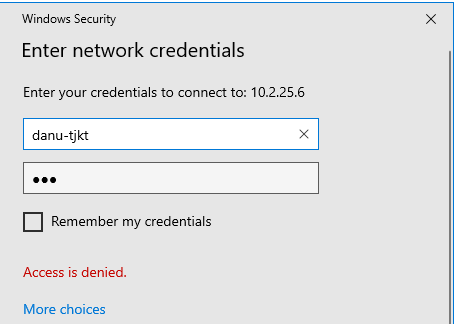 Windows Security
Enter network credentials
Enter your credentials to connect to: 10.2.25.6
danu-tjkt
●●●
Remember my credentials
Access is denied.
More choices